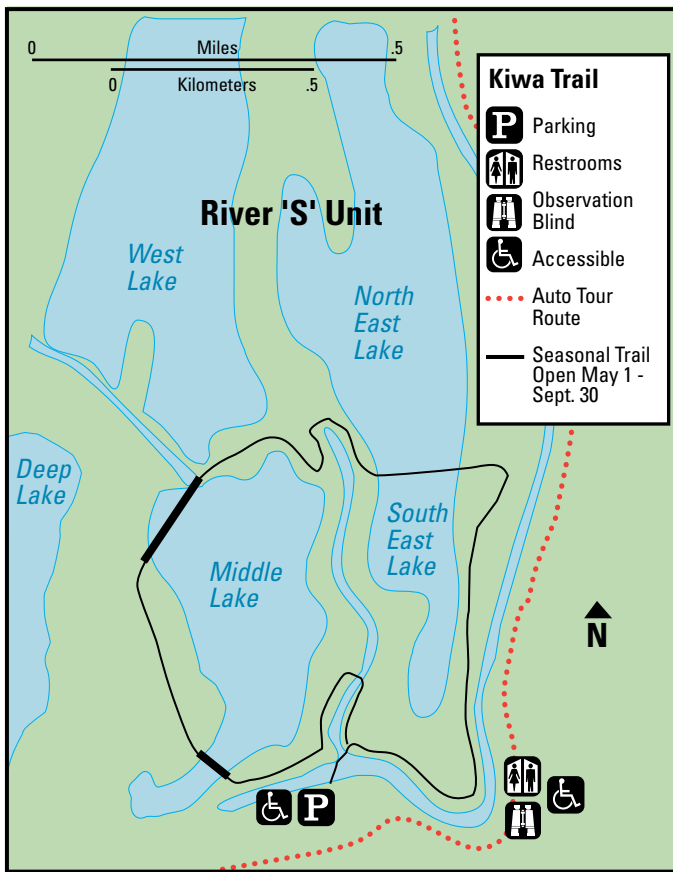 0 Miles .5
0 Kilometers .5
River 'S' Unit
West
Lake
North
East
Lake
Deep
Lake
Middle
Lake
South
East
Lake
N
P
Kiwa Trail
P Parking
Restrooms
Observation
Blind
Accessible
Auto Tour
Route
Seasonal Trail
Open May 1 -
Sept. 30